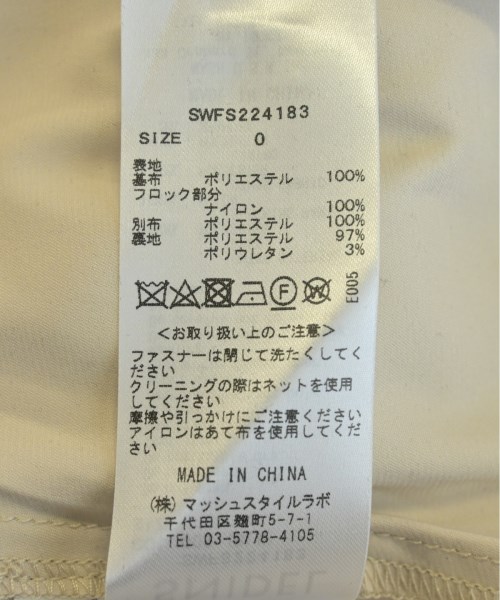 SWFS224183
SIZE 0
表地
基布 ポリエステル 100%
フロック部分
ナイロン 100%
別布 ポリエステル 100%
裏地 ポリエステル 97%
ポリウレタン 3%
F W E005
<お取り扱い上のご注意>
ファスナーは閉じて洗たくしてく
ださい
クリーニングの際はネットを使用
してください
摩擦や引っかけにご注意ください
アイロンはあて布を使用してくだ
さい
MADE IN CHINA
(株)マッシュスタイルラボ
千代田区麹町5-7-1
TEL 03-5778-4105
SWFS224183
SNIDEL